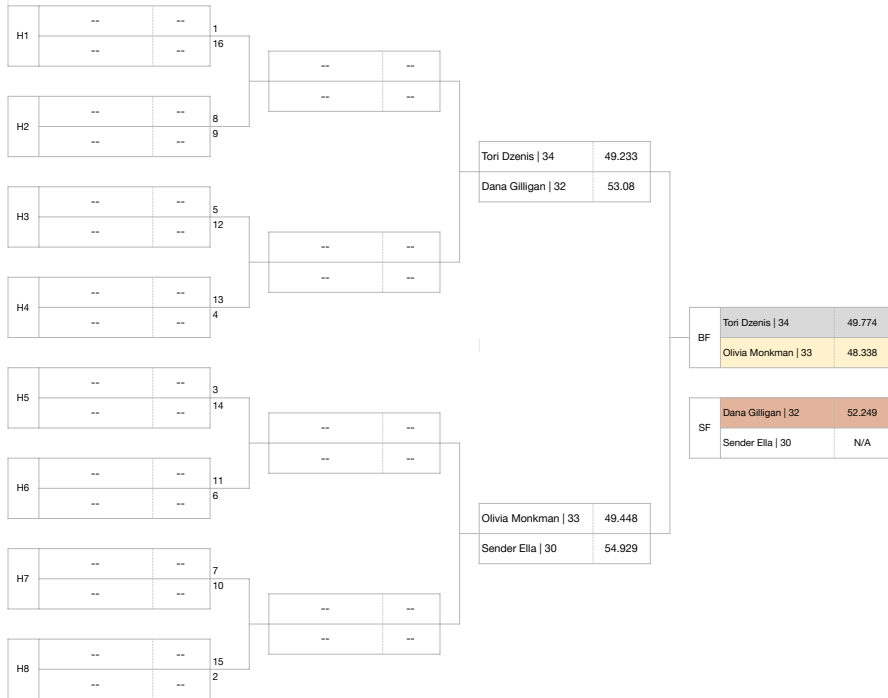 H1
-- --
-- --
1
16
H2
-- --
-- --
8
9
H3
-- --
-- --
5
12
H4
-- --
-- --
13
4
H5
-- --
-- --
3
14
H6
-- --
-- --
11
6
H7
-- --
-- --
7
10
H8
-- --
-- --
15
2
-- --
-- --
-- --
-- --
-- --
-- --
-- --
-- --
Tori Dzenis | 34 49.233
Dana Gilligan | 32 53.08
Olivia Monkman | 33 49.448
Sender Ella | 30 54.929
BF
Tori Dzenis | 34 49.774
Olivia Monkman | 33 48.338
SF
Dana Gilligan | 32 52.249
Sender Ella | 30 N/A